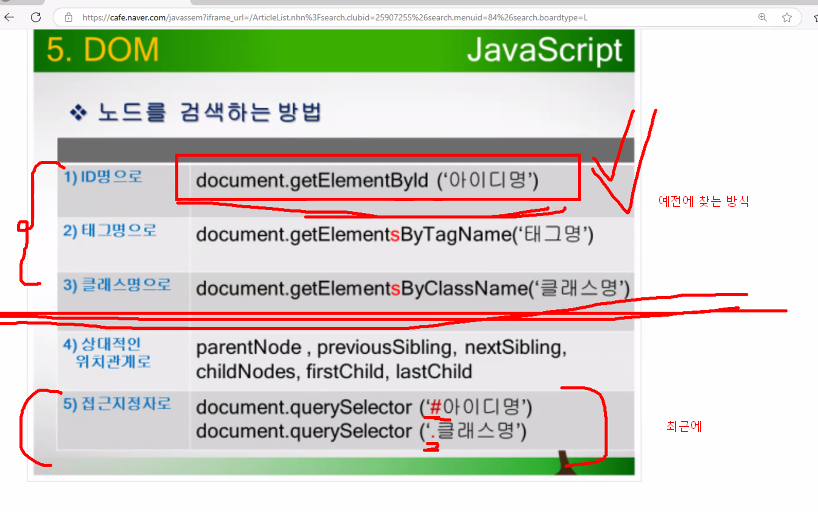 https://cafe.naver.com/javassem?iframe_url=/ArticleList.nhn%3Fsearch.clubid=25907255%26search.menuid=84%26search.boardtype=L
5. DOM JavaScript
❖ 노드를 검색하는 방법
1) ID명으로 document.getElementById (‘아이디명’)
예전에 찾는 방식
2) 태그명으로 document.getElementsByTagName(‘태그명’)
3) 클래스명으로 document.getElementsByClassName(‘클래스명’)
4) 상대적인 위치관계로 parentNode , previousSibling, nextSibling,
childNodes, firstChild, lastChild
5) 접근지정자로 document.querySelector (‘#아이디명’)
document.querySelector (‘.클래스명’)
최근에